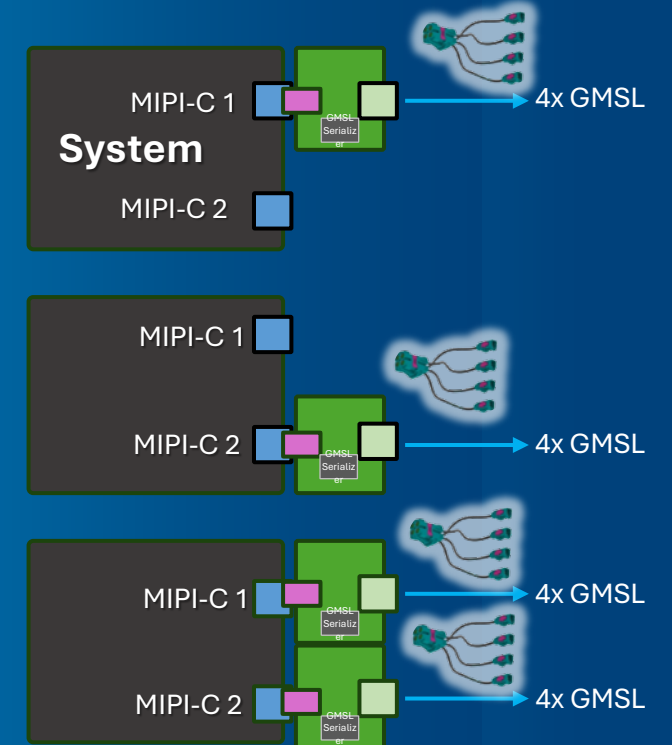 MIPI-C 1
System
MIPI-C 2
GMSL
Serializ
er
4x GMSL
MIPI-C 1
MIPI-C 2
GMSL
Serializ
er
4x GMSL
MIPI-C 1
GMSL
Serializ
er
4x GMSL
MIPI-C 2
GMSL
Serializ
er
4x GMSL